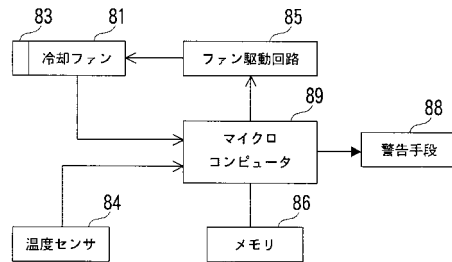 83
81
85
冷却ファン
ファン駆動回路
89
88
マイクロ
コンピュータ
警告手段
84
86
温度センサ
メモリ